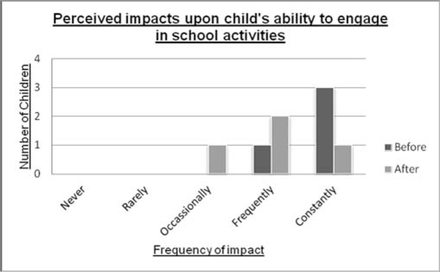 Perceived impacts upon child's ability to engage
in school activities
Number of Children
4
3
2
1
0
Never
Rarely
Occassionally
Frequently
Constantly
Frequency of impact
Before
After